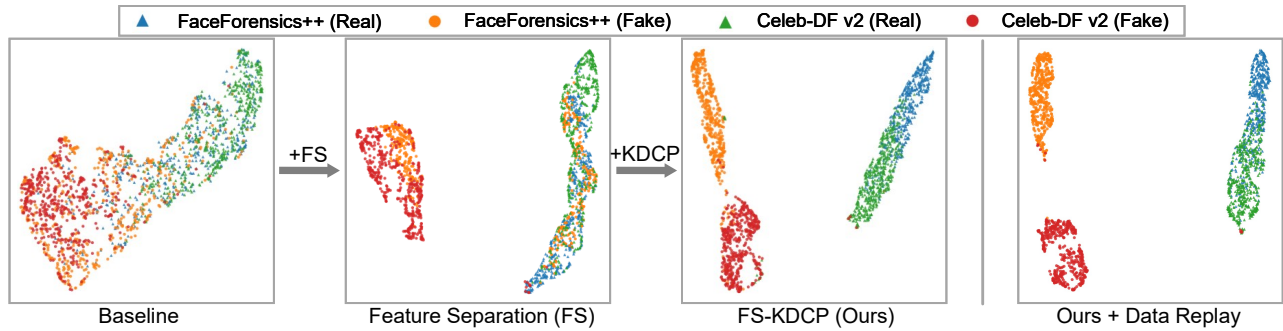 FaceForensics++ (Real) FaceForensics++ (Fake) Celeb-DF v2 (Real) Celeb-DF v2 (Fake)
+FS
+KDCP
Baseline
Feature Separation (FS)
FS-KDCP (Ours)
Ours + Data Replay